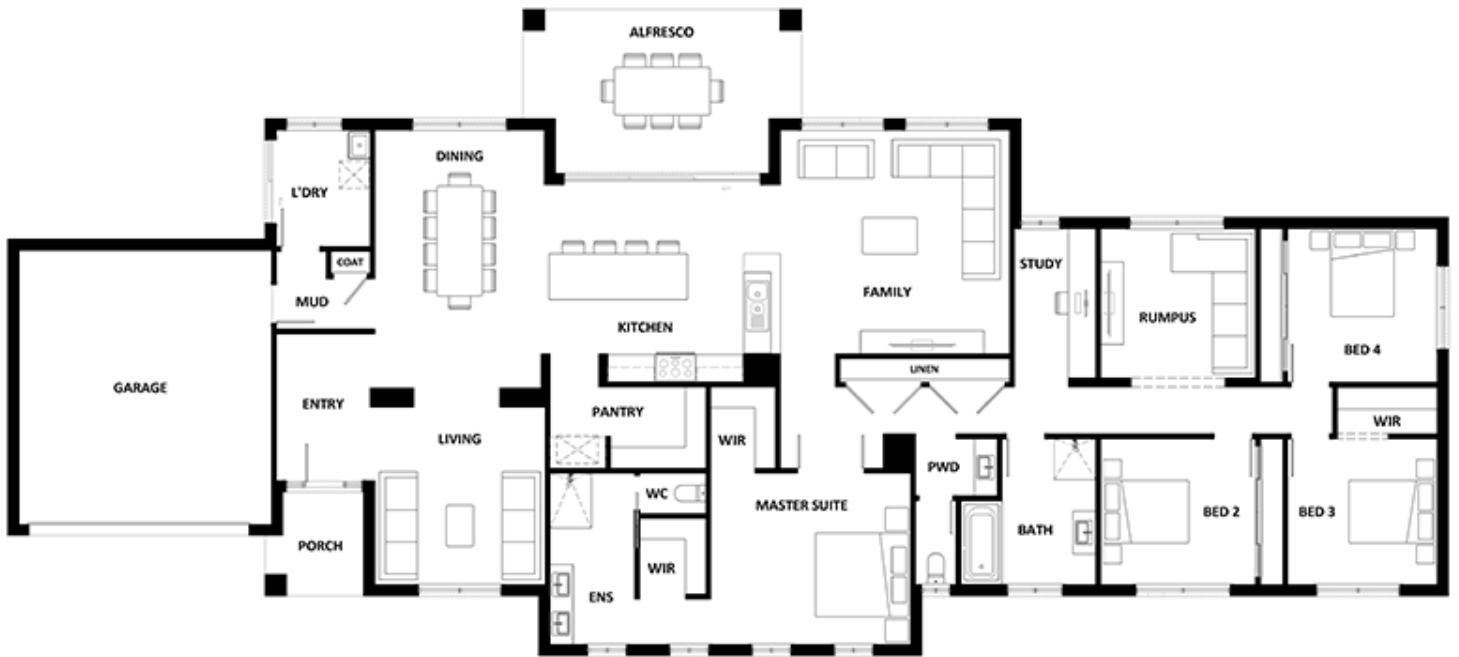 ALFRESCO
DINING
L'DRY
COAT
MUD
STUDY
FAMILY
RUMPUS
KITCHEN
BED 4
LINEN
GARAGE
ENTRY
PANTRY
WIR
LIVING
WIR
PWD
WC
MASTER SUITE
BED 2
BED 3
BATH
PORCH
WIR
ENS